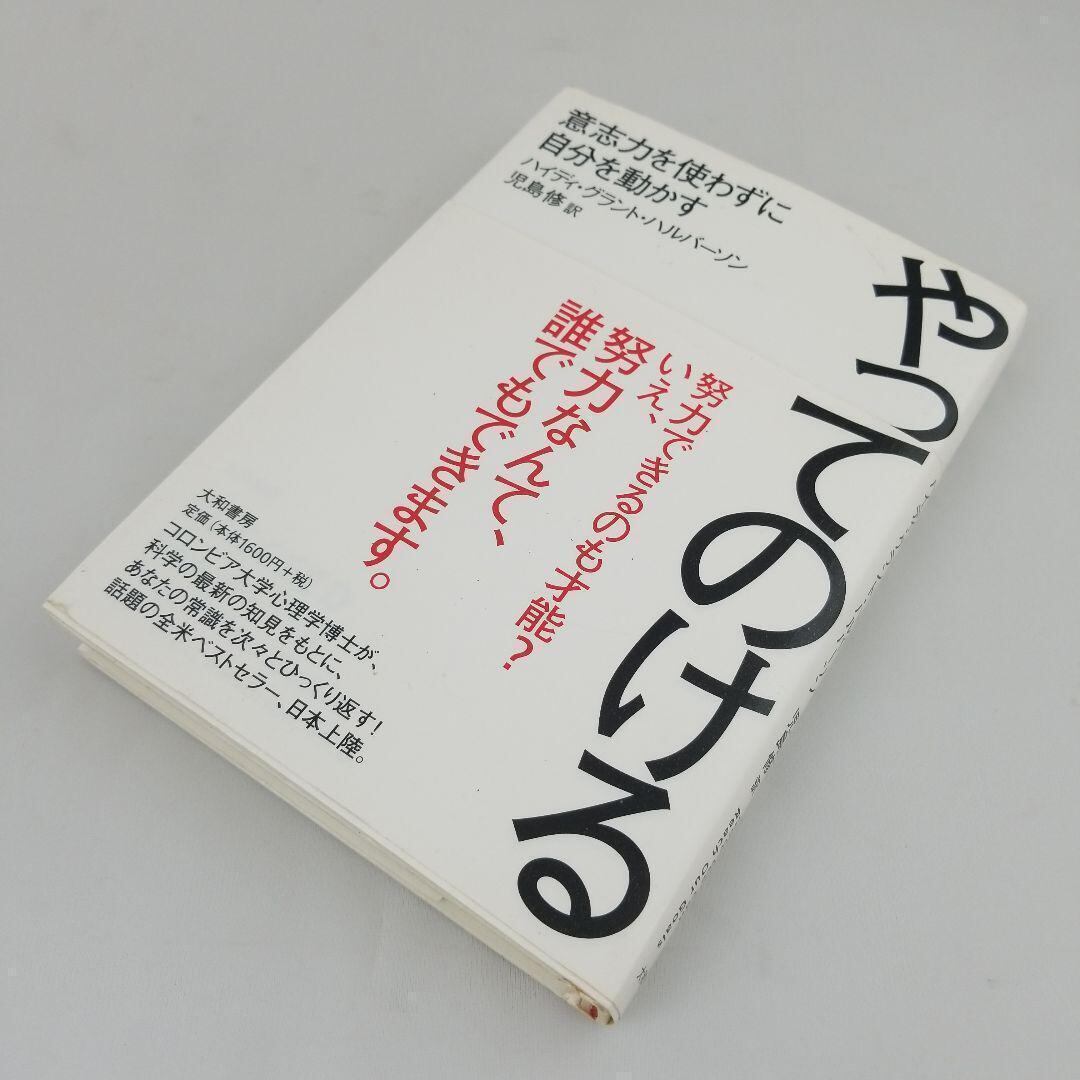 意志力を使わずに
自分を動かす
ハイディ・グラント・ハルバーソン
児島修 訳
やってのける
努力できるのも才能?
いえ、
努力なんて、
誰でもできます。
大和書房
定価(本体1600円+税)
コロンビア大学心理学博士が、
科学の最新の知見をもとに、
あなたの常識を次々とひっくり返す!
話題の全米ベストセラー、日本上陸。
Reach Our Goals